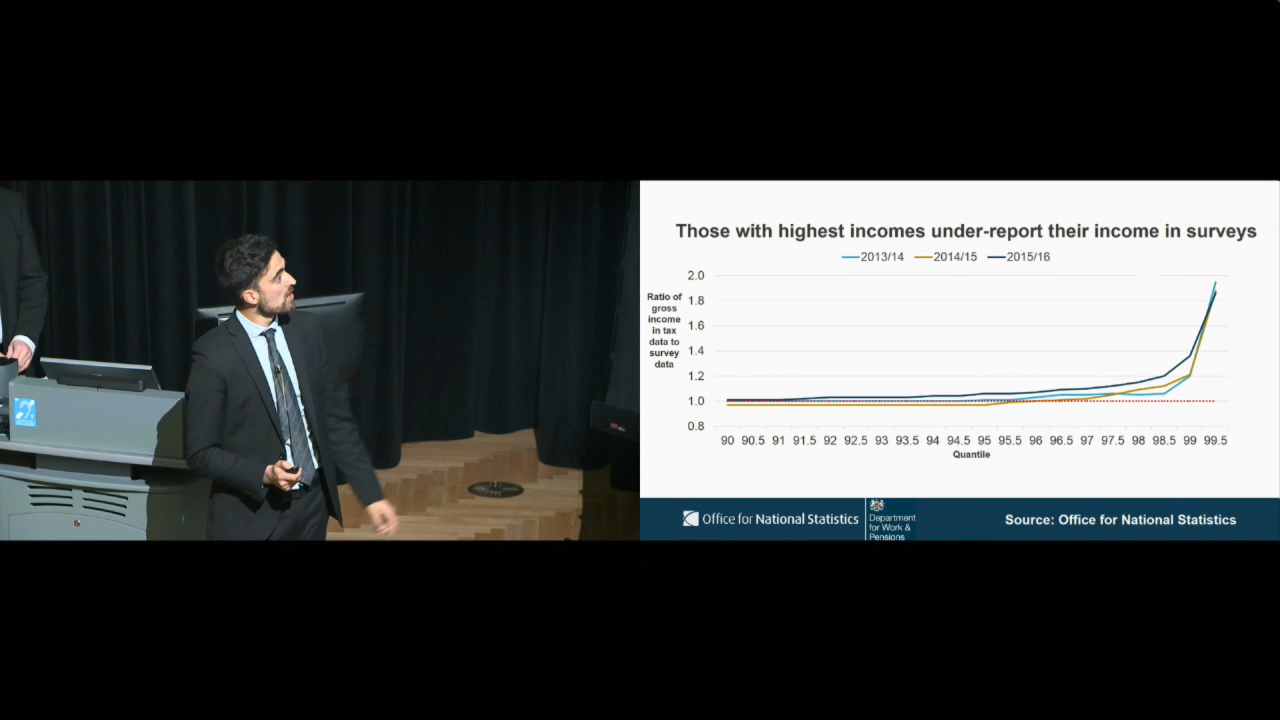 Those with highest incomes under-report their income in surveys
2013/14 2014/15 2015/16
Ratio of
gross
income
in tax
data to
survey
data
2.0
1.8
1.6
1.4
1.2
1.0
0.8
90 90.5 91 91.5 92 92.5 93 93.5 94 94.5 95 95.5 96 96.5 97 97.5 98 98.5 99 99.5
Quantile
Office for National Statistics
Department
for Work &
Pensions
Source: Office for National Statistics